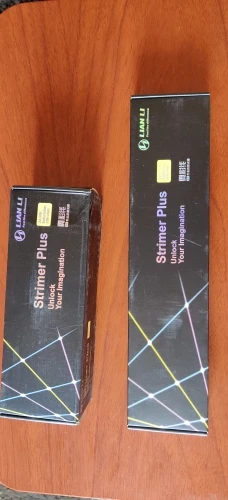 LIAN LI
Strimer Plus
Unlock
Your Imagination
LIAN LI
Strimer Plus
Unlock
Your Imagination